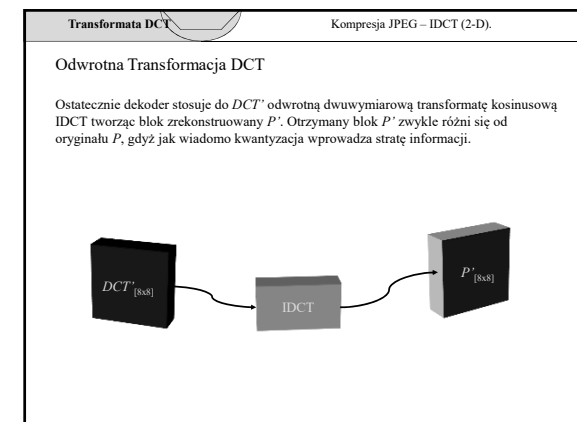 Transformata DCT
Kompresja JPEG – IDCT (2-D).
Odwrotna Transformacja DCT
Ostatecznie dekoder stosuje do DCT' odwrotną dwuwymiarową transformatę kosinusową
IDCT tworząc blok zrekonstruowany P'. Otrzymany blok P' zwykle różni się od
oryginału P, gdyż jak wiadomo kwantyzacja wprowadza stratę informacji.
DCT'[8x8]
IDCT
P'[8x8]